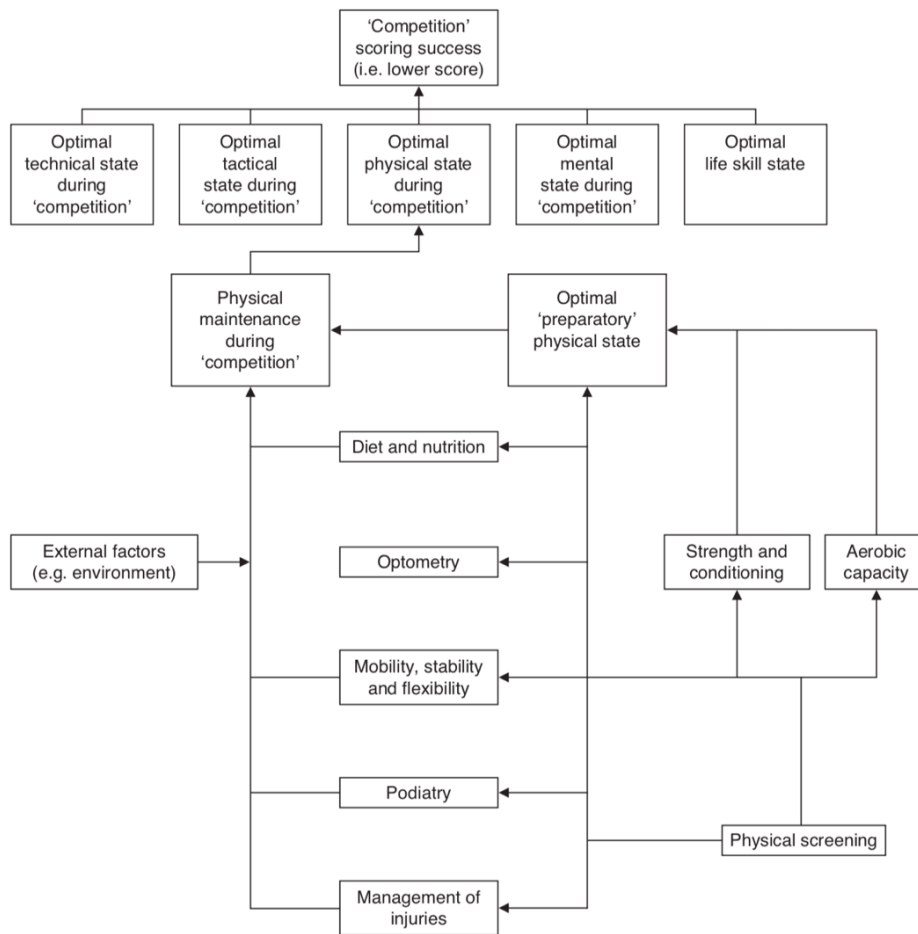 ‘Competition’
scoring success
(i.e. lower score)
Optimal
technical state
during
‘competition’
Optimal
tactical
state during
‘competition’
Optimal
physical state
during
‘competition’
Optimal
mental
state during
‘competition’
Optimal
life skill state
Physical
maintenance
during
‘competition’
Optimal
‘preparatory’
physical state
Diet and nutrition
External factors
(e.g. environment)
Optometry
Strength and
conditioning
Aerobic
capacity
Mobility, stability
and flexibility
Podiatry
Physical screening
Management of
injuries